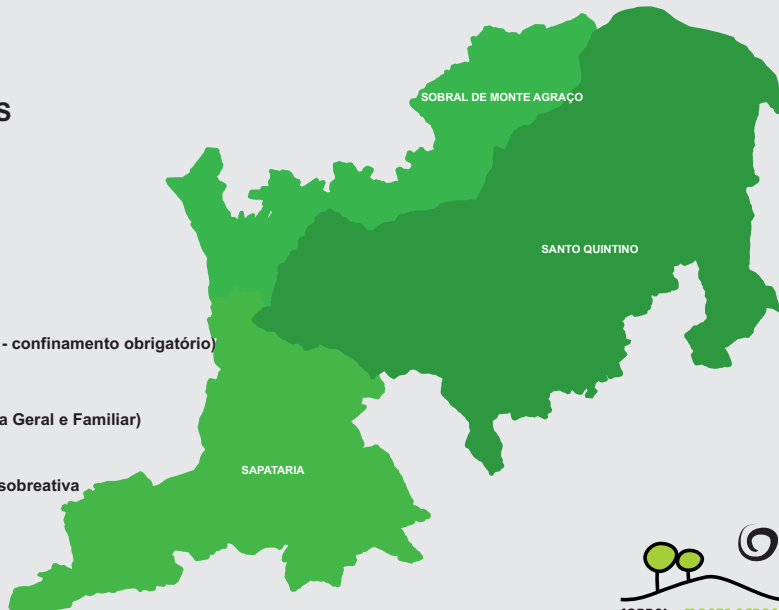 S
SOBRAL DE MONTE AGRAÇO
SANTO QUINTINO
- confinamento obrigatório)
a Geral e Familiar)
SAPATARIA
sobreativa